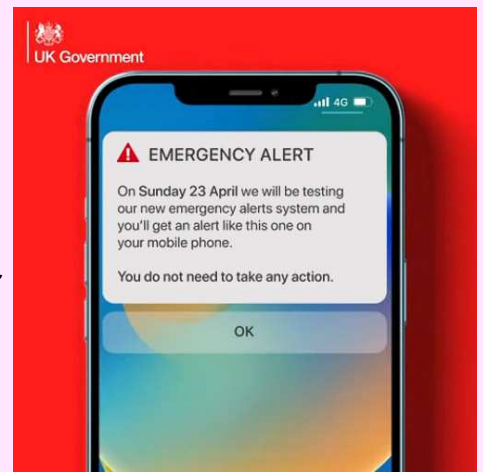 UK Government
4G
EMERGENCY ALERT
On Sunday 23 April we will be testing
our new emergency alerts system and
you'll get an alert like this one on
your mobile phone.
You do not need to take any action.
OK